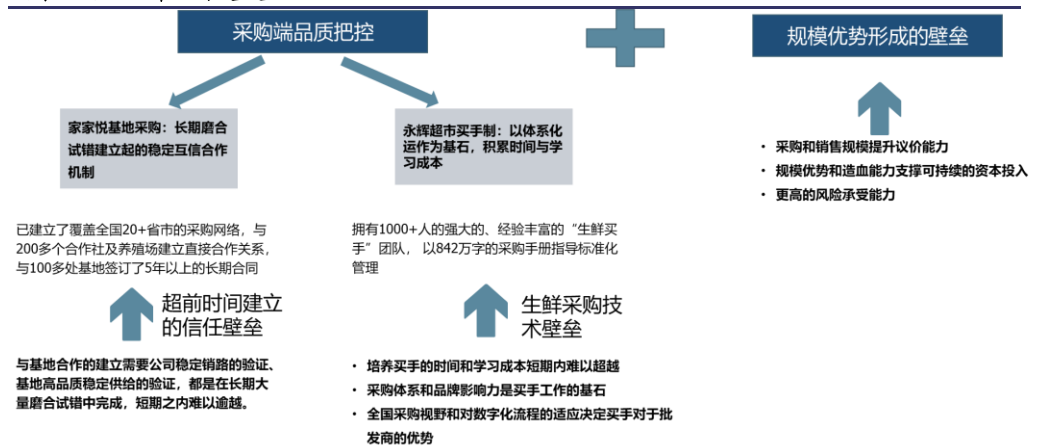 采购端品质把控
规模优势形成的壁垒
家家悦基地采购：长期磨合
试错建立起的稳定互信合作
机制
永辉超市买手制：以体系化
运作为基石，积累时间与学
习成本
· 采购和销售规模提升议价能力
· 规模优势和造血能力支撑可持续的资本投入
· 更高的风险承受能力
已建立了覆盖全国20+省市的采购网络，与
200多个合作社及养殖场建立直接合作关系，
与100多处基地签订了5年以上的长期合同
拥有1000+人的强大的、经验丰富的“生鲜买
手”团队， 以842万字的采购手册指导标准化
管理
超前时间建立
的信任壁垒
生鲜采购技
术壁垒
与基地合作的建立需要公司稳定销路的验证、
基地高品质稳定供给的验证，都是在长期大
量磨合试错中完成，短期之内难以逾越。
· 培养买手的时间和学习成本短期内难以超越
· 采购体系和品牌影响力是买手工作的基石
· 全国采购视野和对数字化流程的适应决定买手对于批
发商的优势